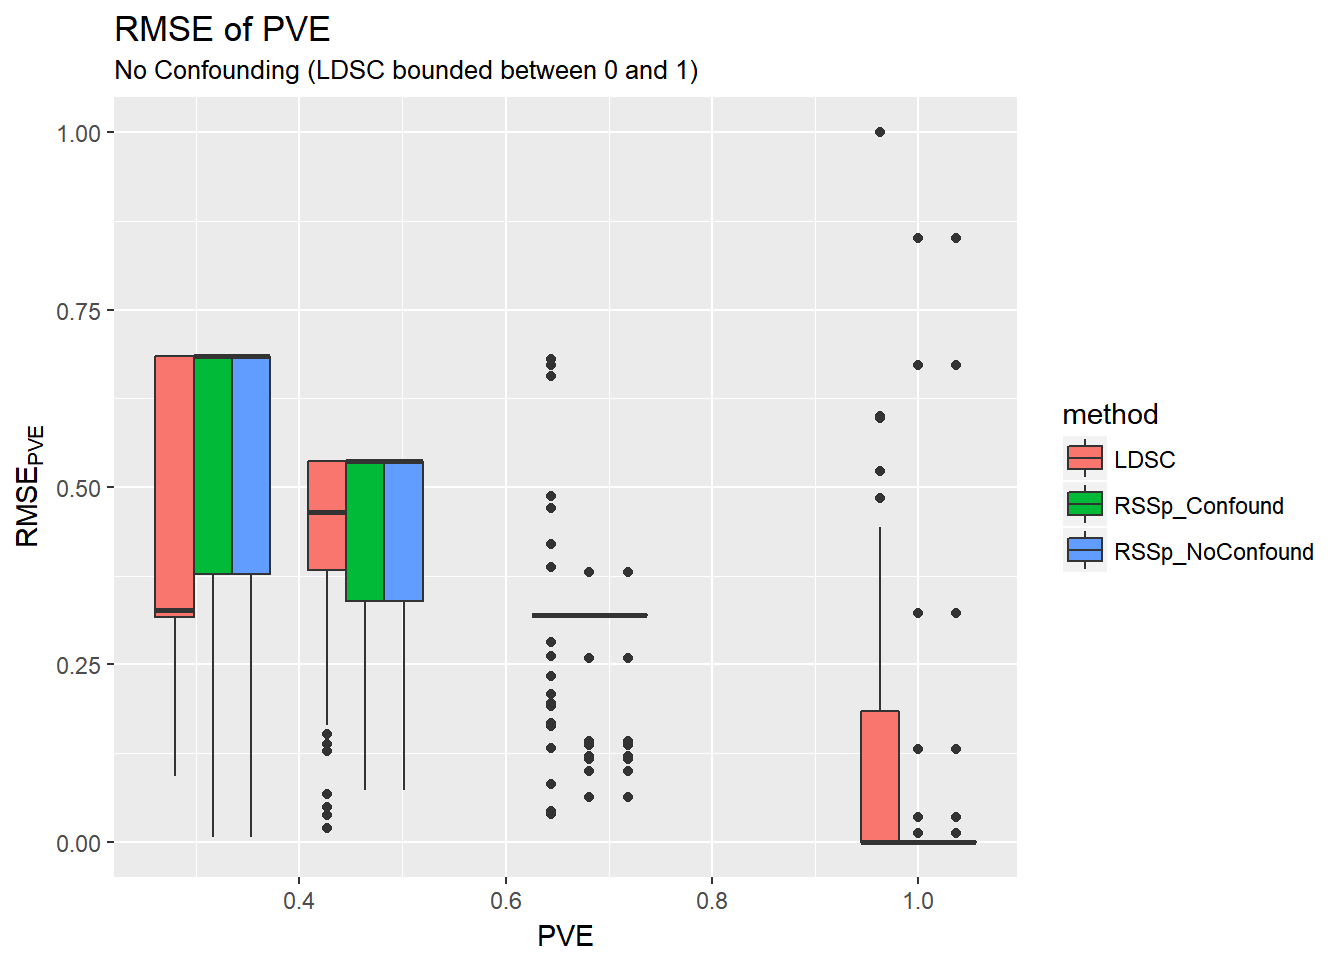 RMSE of PVE
No Confounding (LDSC bounded between 0 and 1)
1.00
0.75
0.50
0.25
0.00
RMSE_PVE
0.4
0.6
0.8
1.0
PVE
method
LDSC
RSSp_Confound
RSSp_NoConfound